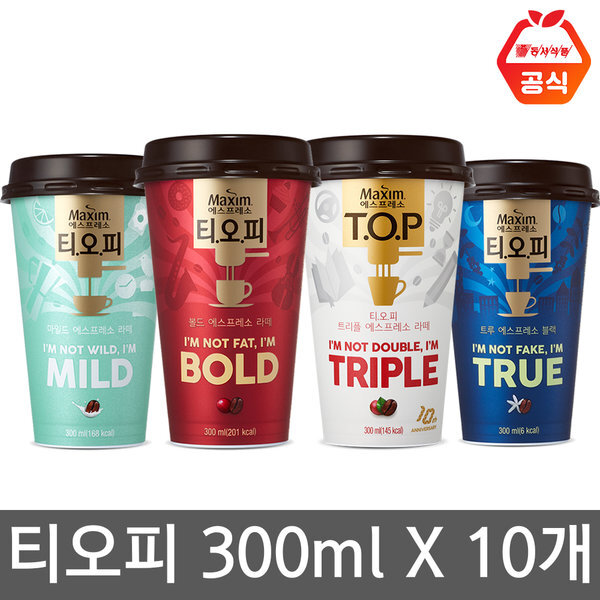 동서식품
공식
Maxim
에스프레소
티.오.피
마일드 에스프레소 라떼
I'M NOT WILD, I'M
MILD
300 ml(168 kcal)
Maxim
에스프레소
티.오.피
볼드 에스프레소 라떼
I'M NOT FAT, I'M
BOLD
300 ml(201 kcal)
Maxim
에스프레소
T.O.P
티.오.피
트리플 에스프레소 라떼
I'M NOT DOUBLE, I'M
TRIPLE
300 ml(145 kcal)
10th
ANNIVERSARY
Maxim
에스프레소
티.오.피
트루 에스프레소 블랙
I'M NOT FAKE, I'M
TRUE
300 ml(6 kcal)
티오피 300ml X 10개